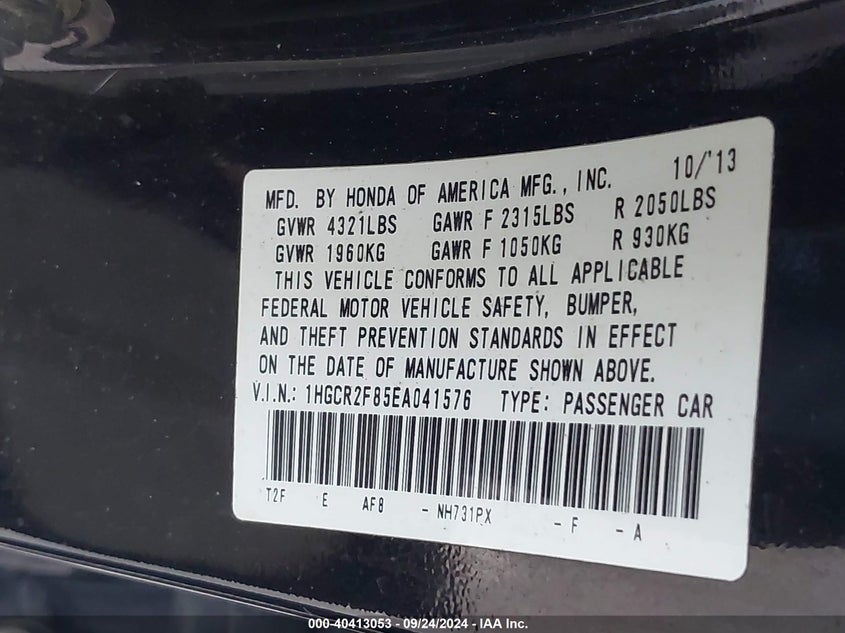 MFD. BY HONDA OF AMERICA MFG., INC. 10/'13
GVWR 4321LBS GAWR F 2315LBS R 2050LBS
GVWR 1960KG GAWR F 1050KG R 930KG
THIS VEHICLE CONFORMS TO ALL APPLICABLE
FEDERAL MOTOR VEHICLE SAFETY, BUMPER,
AND THEFT PREVENTION STANDARDS IN EFFECT
ON THE DATE OF MANUFACTURE SHOWN ABOVE.
V.I.N.: 1HGCR2F85EA041576 TYPE: PASSENGER CAR
T2F E AF8 - NH731PX - F - A
000-40413053 - 09/24/2024 - IAA Inc.